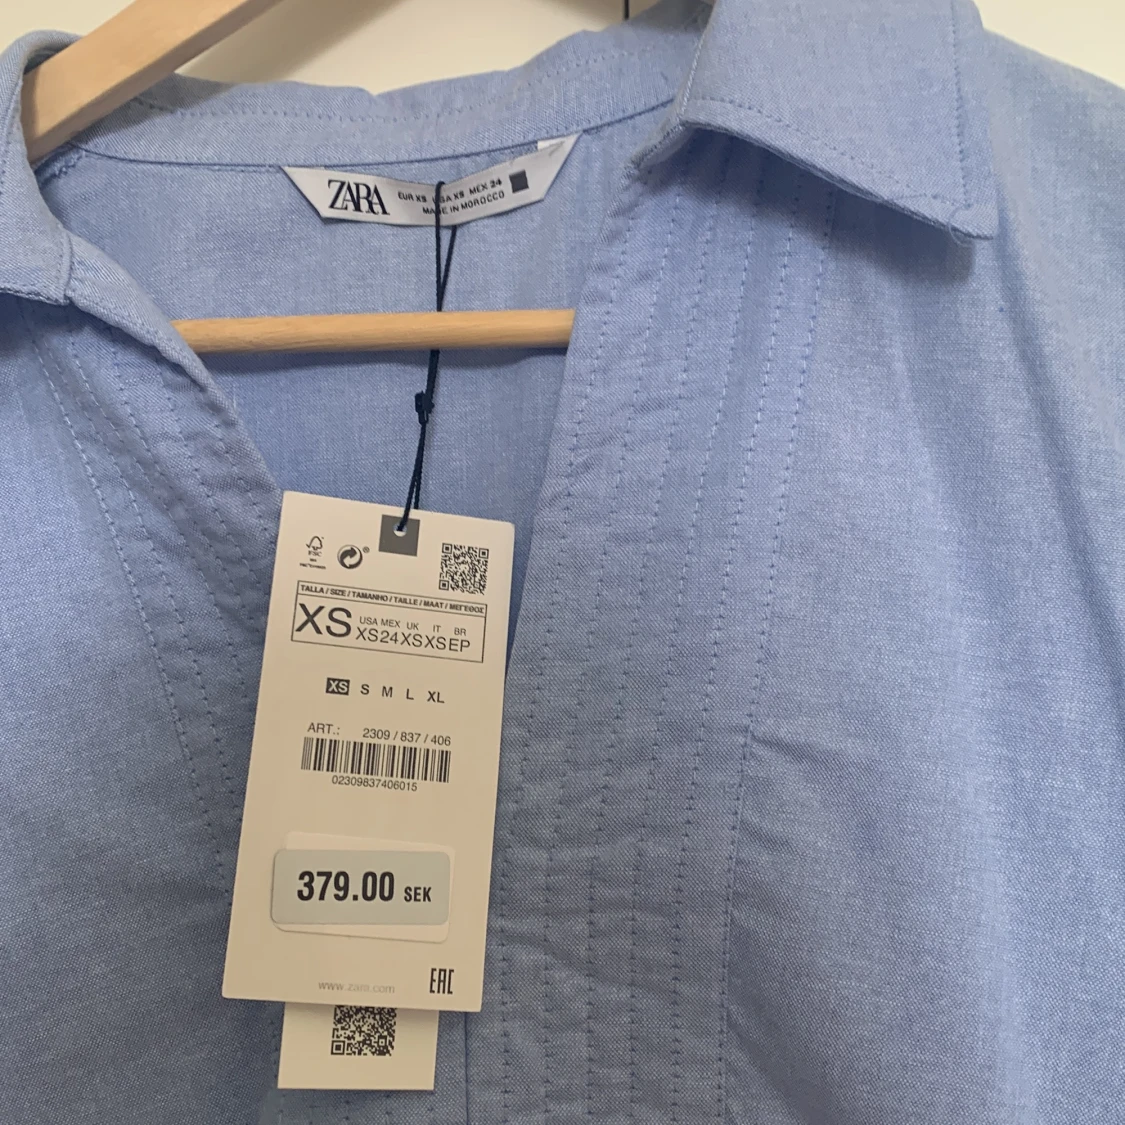 ZARA
EUR XS USA XS MEX 24
MADE IN MOROCCO
FSC
TALLA / SIZE / TAMANHO / TAILLE / MAAT / ΜΕΓΕΘΟΣ
XS
USA MEX UK IT BR
XS 24 XS XS EP
XS S M L XL
ART.: 2309 / 837 / 406
02309837406015
379.00 SEK
www.zara.com
EAC